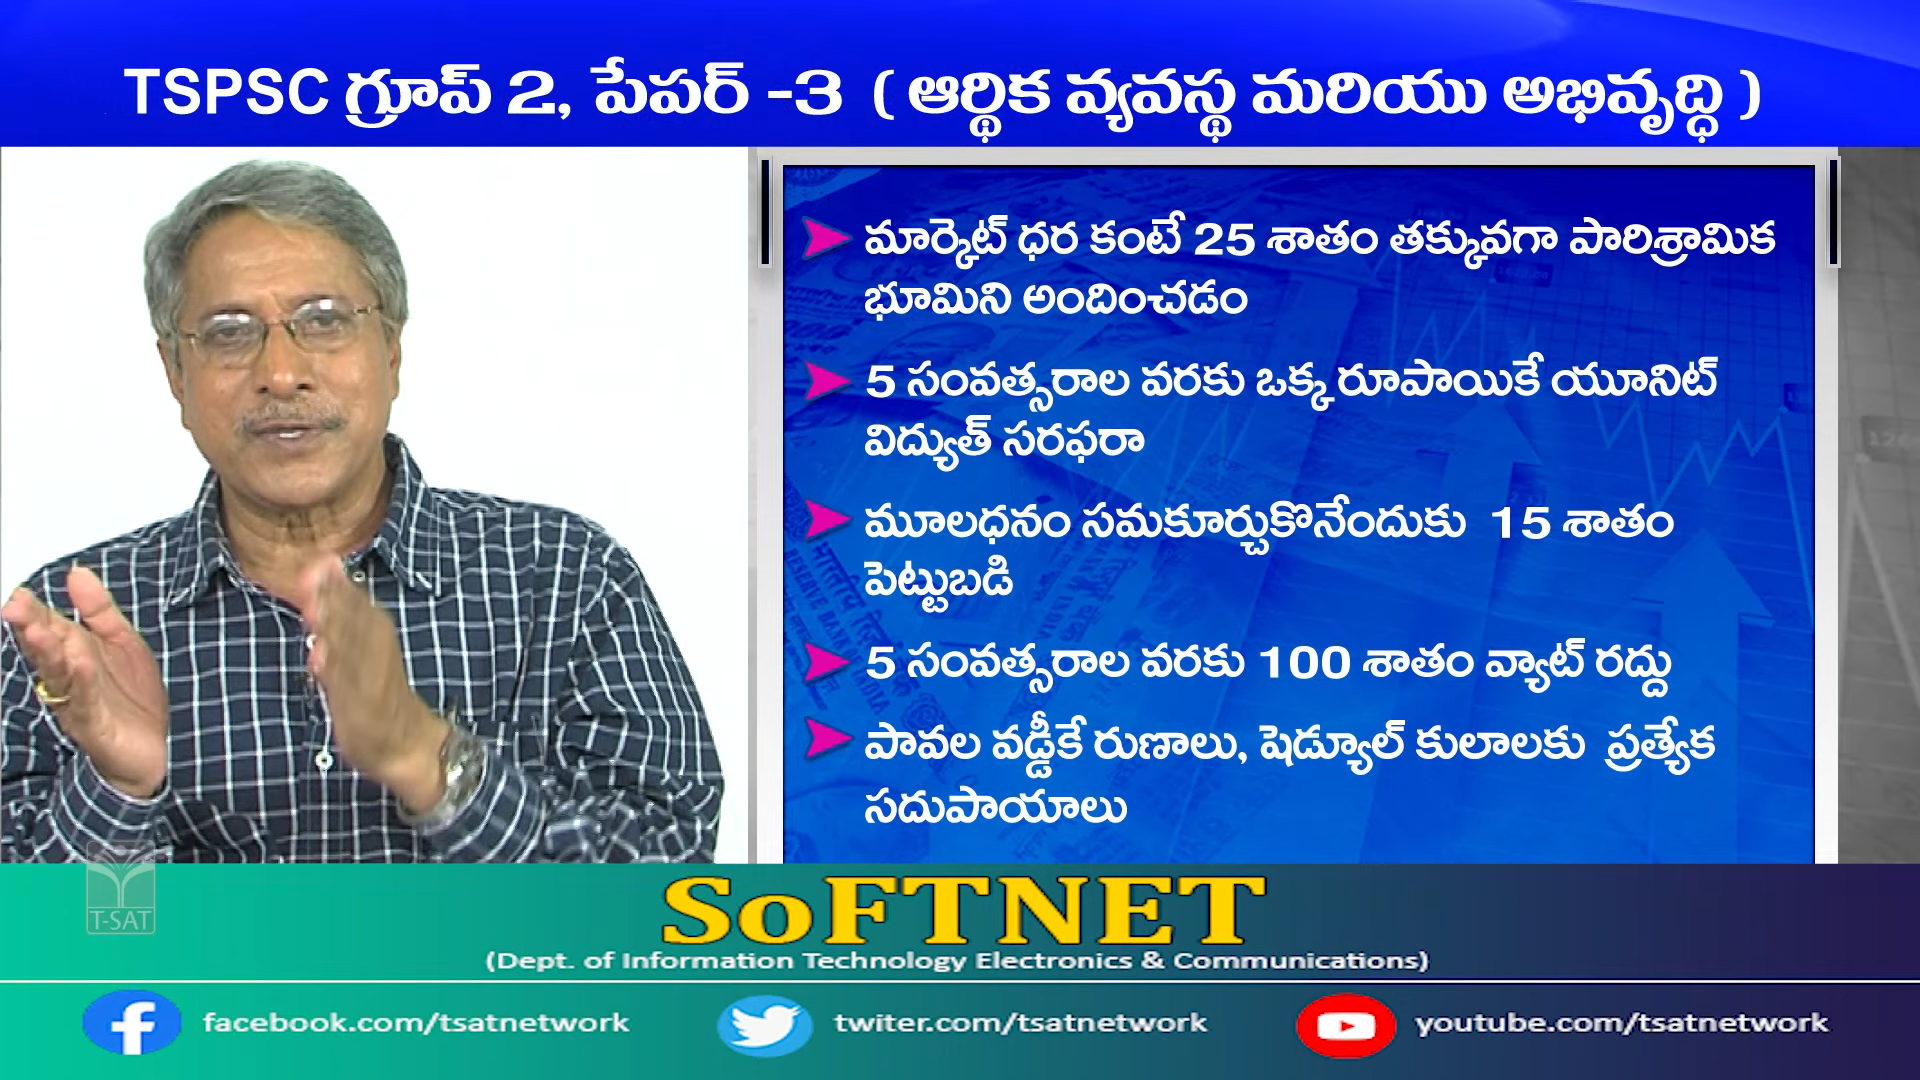 TSPSC గ్రూప్ 2, పేపర్ -3 ( ఆర్థిక వ్యవస్థ మరియు అభివృద్ధి )
మార్కెట్ ధర కంటే 25 శాతం తక్కువగా పారిశ్రామిక
భూమిని అందించడం
5 సంవత్సరాల వరకు ఒక్క రూపాయికే యూనిట్
విద్యుత్ సరఫరా
మూలధనం సమకూర్చుకొనేందుకు 15 శాతం
పెట్టుబడి
5 సంవత్సరాల వరకు 100 శాతం వ్యాట్ రద్దు
పావల వడ్డీకే రుణాలు, షెడ్యూల్ కులాలకు ప్రత్యేక
సదుపాయాలు
T-SAT
SoFTNET
(Dept. of Information Technology Electronics & Communications)
facebook.com/tsatnetwork
twiter.com/tsatnetwork
youtube.com/tsatnetwork